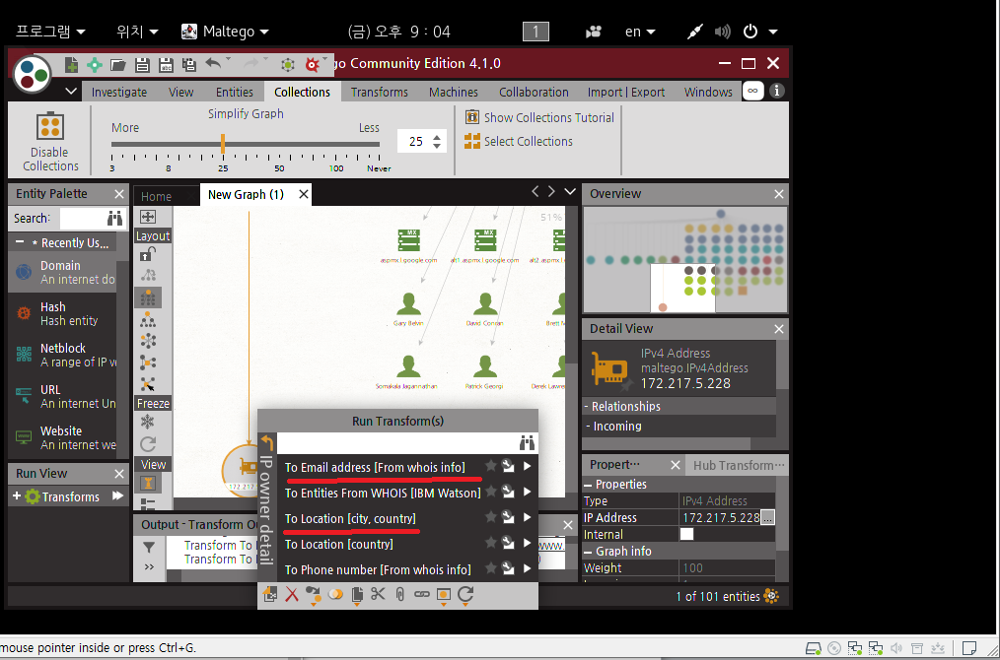 프로그램 위치 Maltego (금) 오후 9 : 04 1 en
go Community Edition 4.1.0
Investigate View Entities Collections Transforms Machines Collaboration Import | Export Windows
Simplify Graph
More Less
25
3 8 25 50 100 Never
Disable
Collections
Show Collections Tutorial
Select Collections
Entity Palette
Search:
* Recently Us...
Domain
An internet do
Hash
Hash entity
Netblock
A range of IP v
URL
An internet Un
Website
An internet we
Run View
Transforms
Home New Graph (1)
Layout
Freeze
View
51%
MX MX
aspmx.l.google.com alt1.aspmx.l.google.com alt2.aspmx.l
Gary Belvin David Conran Brett M
Somakala Jagannathan Patrick Georgi Derek Lawre
172.217
Run Transform(s)
IP owner detail
To Email address [From whois info]
To Entities From WHOIS [IBM Watson]
To Location [city, country]
To Location [country]
To Phone number [From whois info]
Output - Transform O
Transform To
Transform To
www.
Overview
Detail View
IPv4 Address
maltego.IPv4Address
172.217.5.228
- Relationships
- Incoming
Propert··· Hub Transform···
Properties
Type IPv4 Address
IP Address 172.217.5.228 ...
Internal
Graph info
Weight 100
1 of 101 entities
mouse pointer inside or press Ctrl+G.